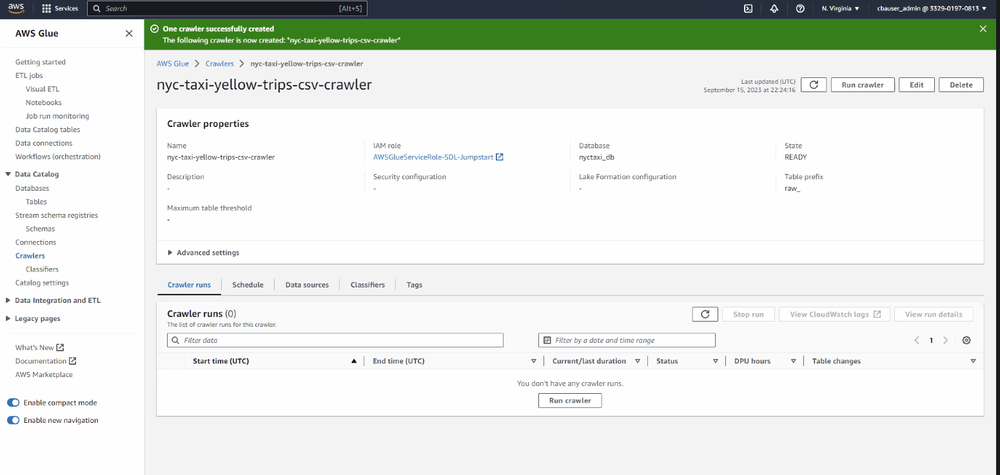 aws
Services
Search
[Alt+S]
N. Virginia
cbauser_admin @ 3329-0197-0813
AWS Glue
Getting started
ETL jobs
Visual ETL
Notebooks
Job run monitoring
Data Catalog tables
Data connections
Workflows (orchestration)
Data Catalog
Databases
Tables
Stream schema registries
Schemas
Connections
Crawlers
Classifiers
Catalog settings
Data Integration and ETL
Legacy pages
What's New
Documentation
AWS Marketplace
Enable compact mode
Enable new navigation
One crawler successfully created
The following crawler is now created: "nyc-taxi-yellow-trips-csv-crawler"
AWS Glue > Crawlers > nyc-taxi-yellow-trips-csv-crawler
nyc-taxi-yellow-trips-csv-crawler
Last updated (UTC)
September 15, 2023 at 22:24:16
Run crawler
Edit
Delete
Crawler properties
Name
nyc-taxi-yellow-trips-csv-crawler
IAM role
AWSGlueServiceRole-SDL-Jumpstart
Database
nyctaxi_db
State
READY
Description
-
Security configuration
-
Lake Formation configuration
-
Table prefix
raw_
Maximum table threshold
-
Advanced settings
Crawler runs
Schedule
Data sources
Classifiers
Tags
Crawler runs (0)
The list of crawler runs for this crawler.
Stop run
View CloudWatch logs
View run details
Filter data
Filter by a date and time range
1
Start time (UTC)
End time (UTC)
Current/last duration
Status
DPU hours
Table changes
You don't have any crawler runs.
Run crawler